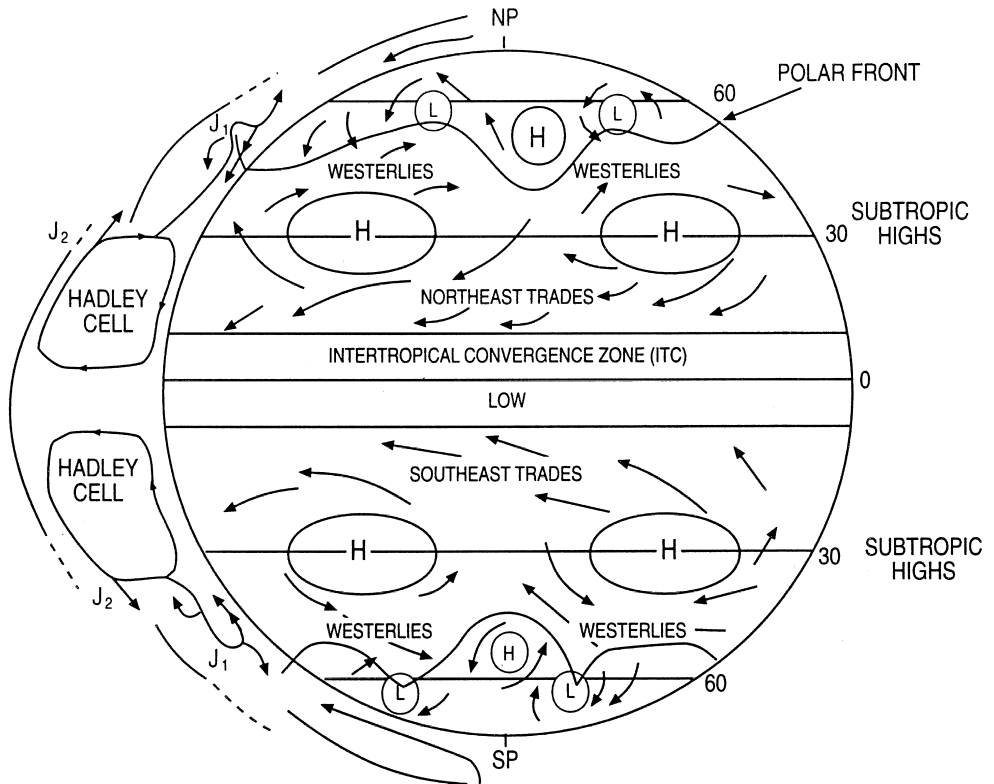 NP
POLAR FRONT
60
L
L
H
J1
WESTERLIES
WESTERLIES
SUBTROPIC
HIGHS
30
J2
H
H
HADLEY
CELL
NORTHEAST TRADES
INTERTROPICAL CONVERGENCE ZONE (ITC)
0
LOW
HADLEY
CELL
SOUTHEAST TRADES
H
H
30
SUBTROPIC
HIGHS
J2
WESTERLIES
WESTERLIES
J1
H
L
L
60
SP